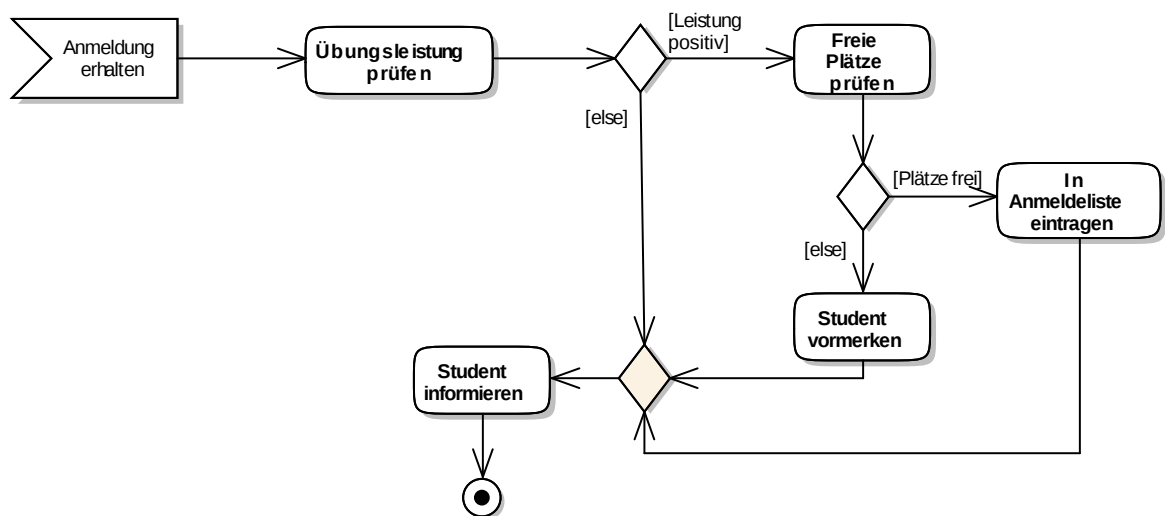 Anmeldung
erhalten
Übungsleistung
prüfen
[Leistung
positiv]
Freie
Plätze
prüfen
[else]
[Plätze frei]
In
Anmeldeliste
eintragen
[else]
Student
vormerken
Student
informieren